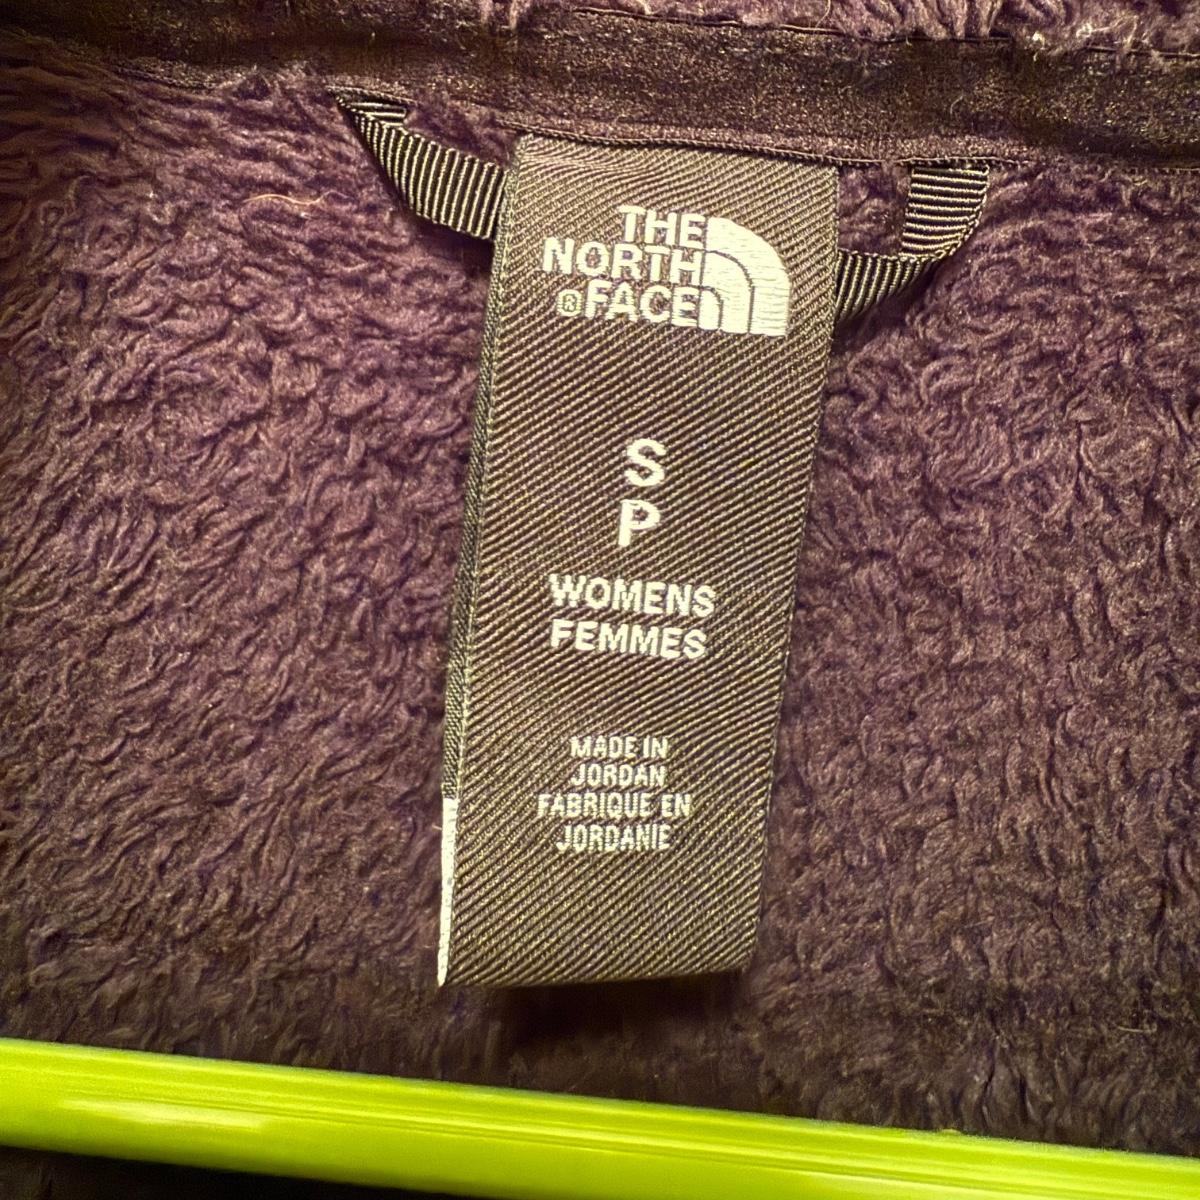 THE
NORTH
®FACE
S
P
WOMENS
FEMMES
MADE IN
JORDAN
FABRIQUE EN
JORDANIE